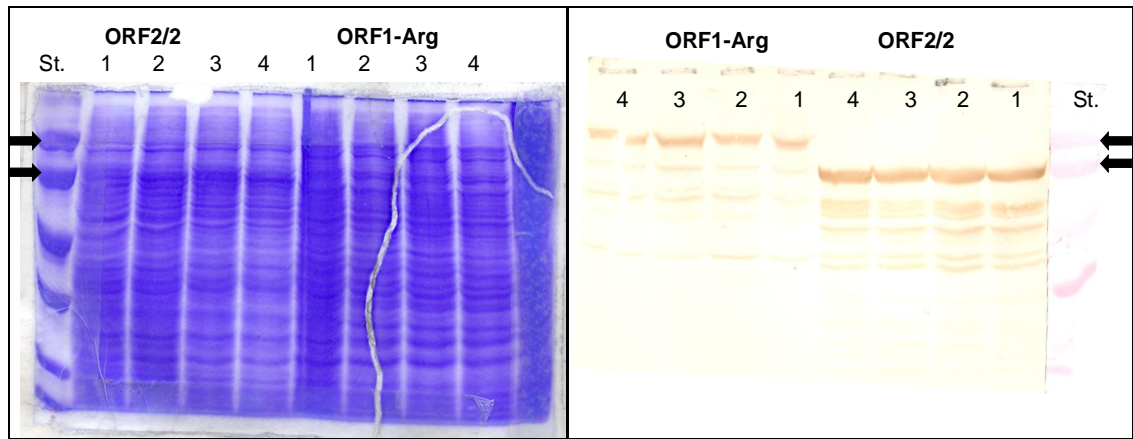 ORF2/2 ORF1-Arg
St. 1 2 3 4 1 2 3 4
ORF1-Arg ORF2/2
4 3 2 1 4 3 2 1 St.